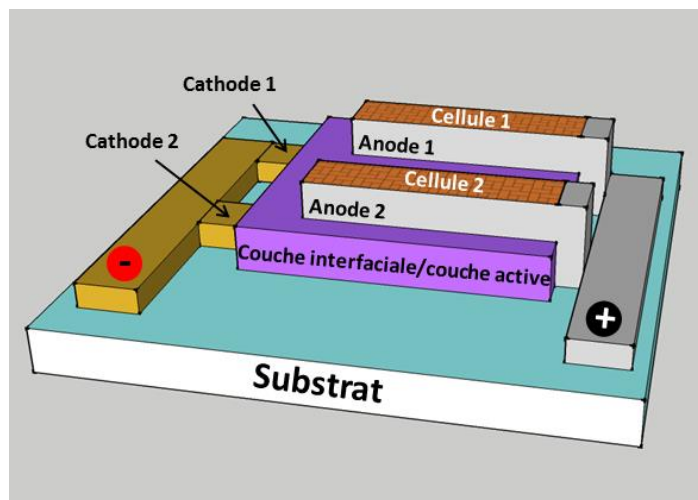 Cathode 1
Cellule 1
Cathode 2
Anode 1
Cellule 2
Anode 2
Couche interfaciale/couche active
-
+
Substrat